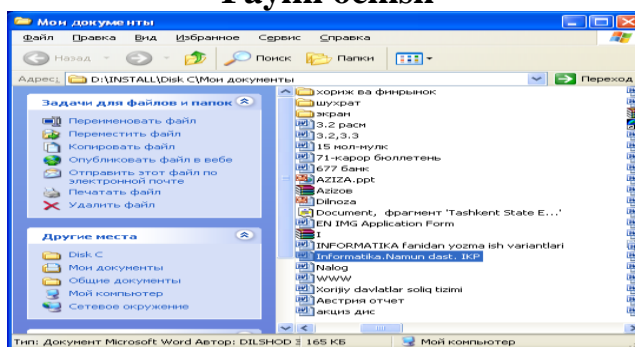 Мои документы
Файл Правка Вид Избранное Сервис Справка
Назад Поиск Папки
Адрес: D:\INSTALL\Disk C\Мои документы Переход
Задачи для файлов и папок
Переименовать файл
Переместить файл
Копировать файл
Опубликовать файл в вебе
Отправить этот файл по
электронной почте
Печатать файл
Удалить файл
Другие места
Disk C
Мои документы
Общие документы
Мой компьютер
Сетевое окружение
хориж ва финрынок
шухрат
экран
3.2 расм
3.2,3.3
15 мол-мулк
71-карор бюллетень
677 банк
AZIZA.ppt
Azizов
Dilnoza
Document, фрагмент 'Tashkent State E...'
EN IMG Application Form
I
INFORMATIKA fanidan yozma ish variantlari
Informatika.Namun dast. IKP
Nalog
WWW
Xorijiy davlatlar soliq tizimi
Австрия отчет
акциз дис
Тип: Документ Microsoft Word Автор: DILSHOD 165 КБ Мой компьютер